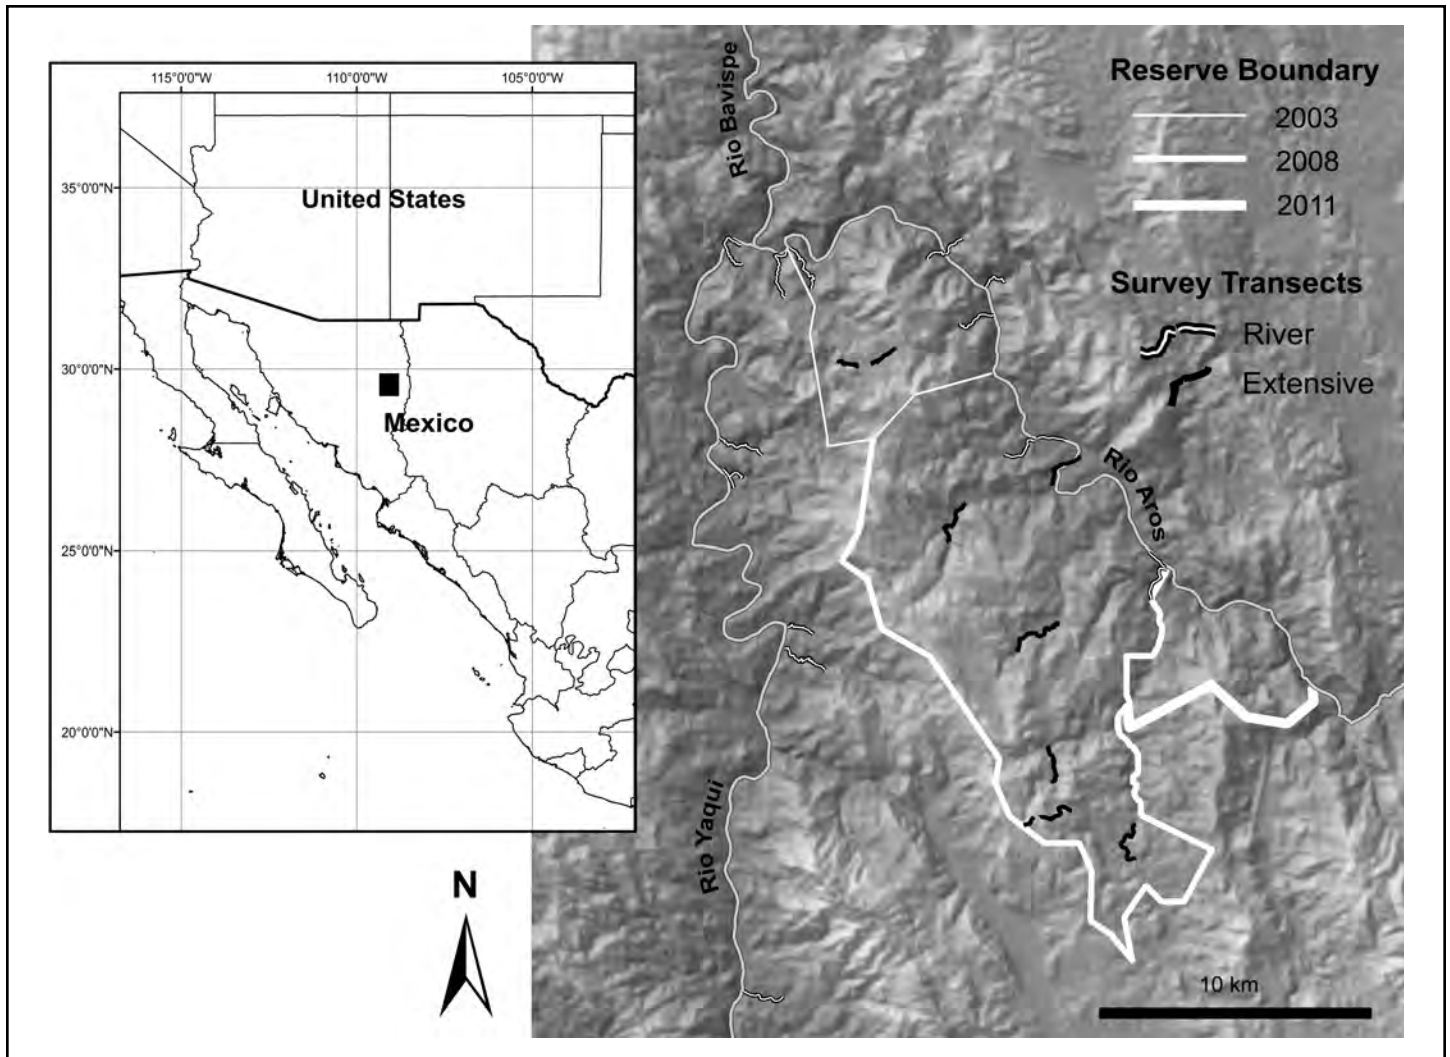 115°0'0"W
110°0'0"W
105°0'0"W
35°0'0"N
30°0'0"N
25°0'0"N
20°0'0"N
United States
Mexico
N
Rio Bavispe
Rio Aros
Rio Yaqui
Reserve Boundary
2003
2008
2011
Survey Transects
River
Extensive
10 km